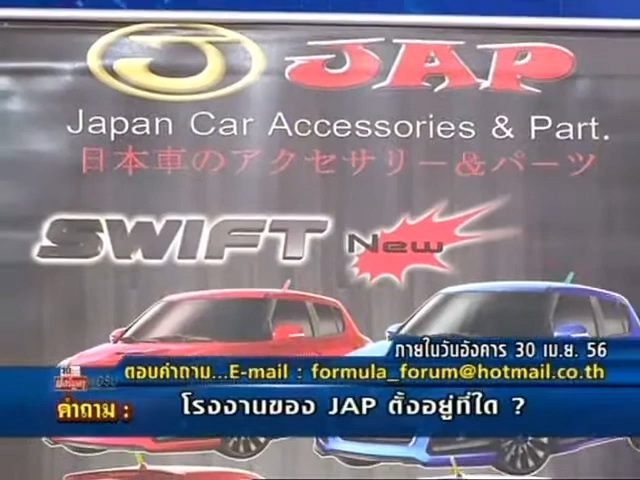 J JAP
Japan Car Accessories & Part.
日本車のアクセサリー&パーツ
SWIFT New
ภายในวันอังคาร 30 เม.ย. 56
ตอบคำถาม...E-mail : formula_forum@hotmail.co.th
คำถาม : โรงงานของ JAP ตั้งอยู่ที่ใด ?